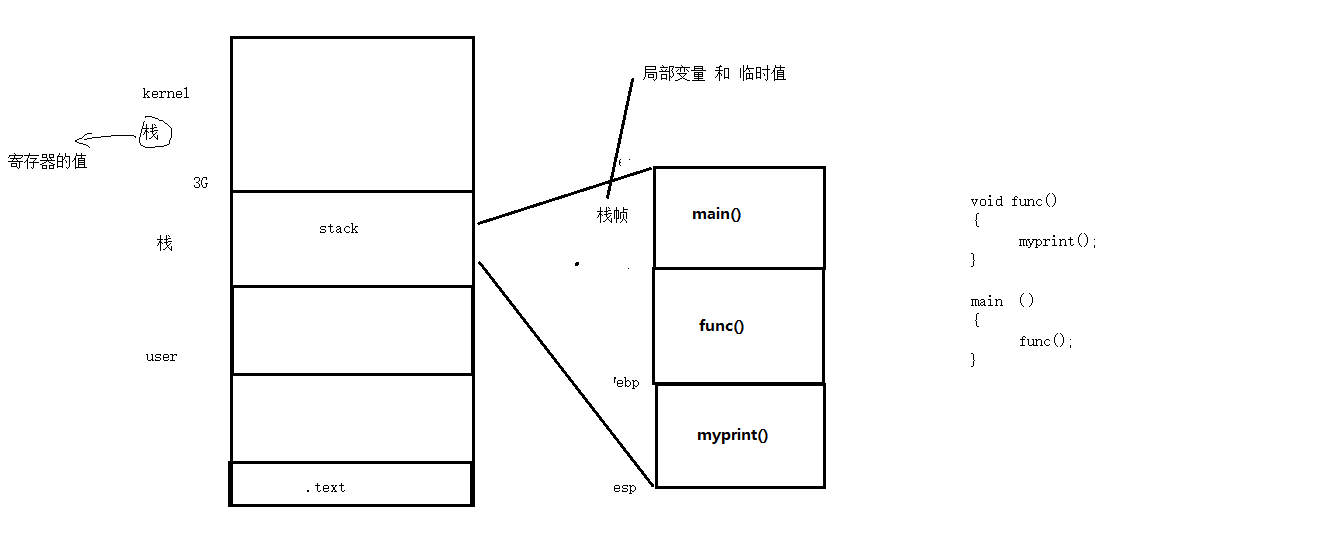 局部变量 和 临时值
kernel
栈
寄存器的值
3G
stack
栈
user
.text
栈帧
main()
func()
ebp
myprint()
esp
void func()
{
myprint();
}
main ()
{
func();
}